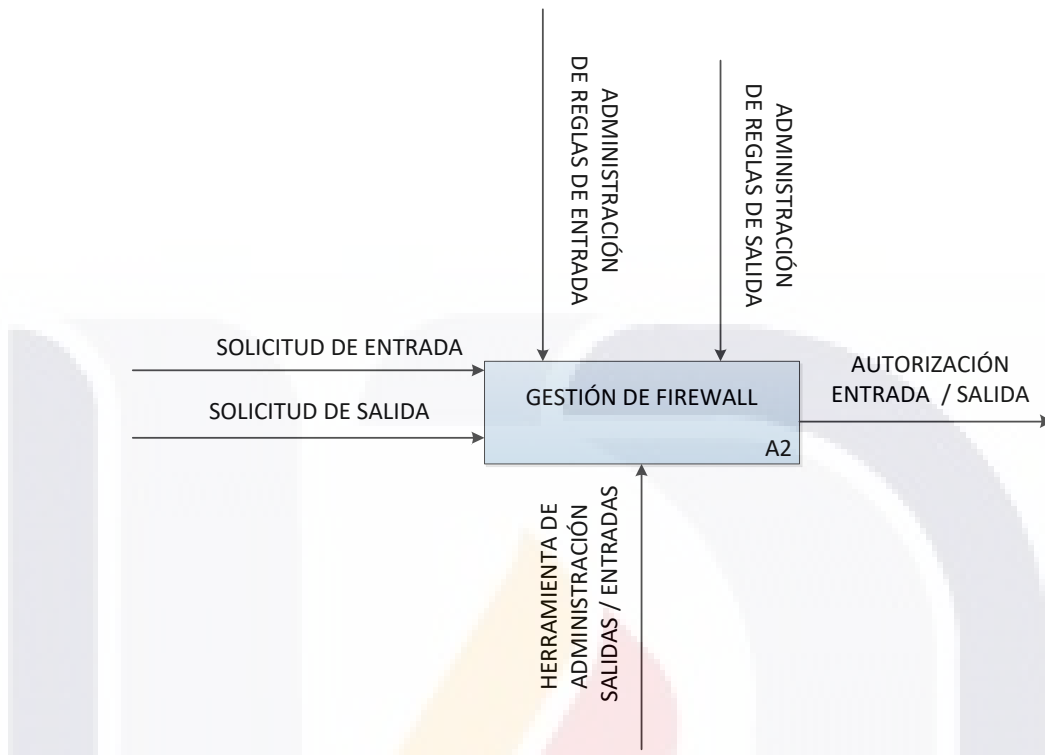 ADMINISTRACIÓN
DE REGLAS DE ENTRADA
ADMINISTRACIÓN
DE REGLAS DE SALIDA
SOLICITUD DE ENTRADA
SOLICITUD DE SALIDA
GESTIÓN DE FIREWALL
A2
AUTORIZACIÓN
ENTRADA / SALIDA
HERRAMIENTA DE
ADMINISTRACIÓN
SALIDAS / ENTRADAS